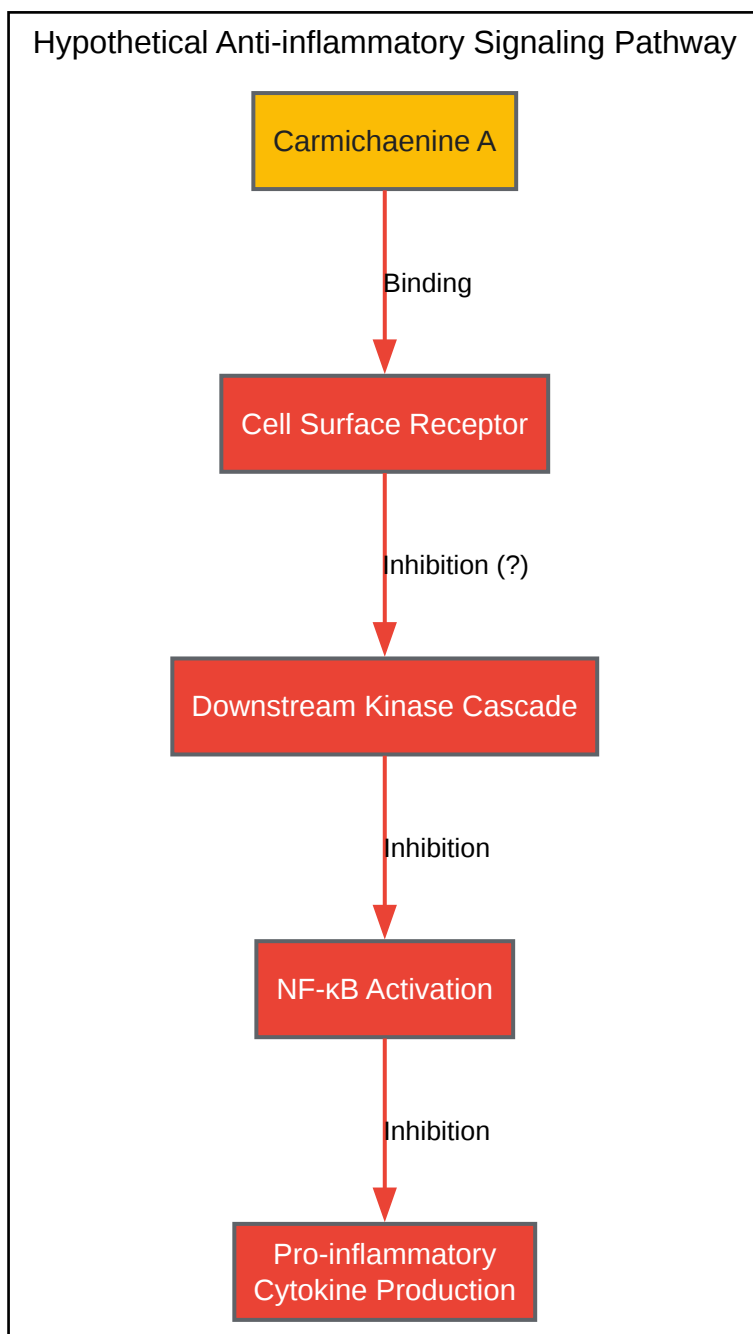 Hypothetical Anti-inflammatory Signaling Pathway
Carmichaenine A
Binding
Cell Surface Receptor
Inhibition (?)
Downstream Kinase Cascade
Inhibition
NF-κB Activation
Inhibition
Pro-inflammatory
Cytokine Production